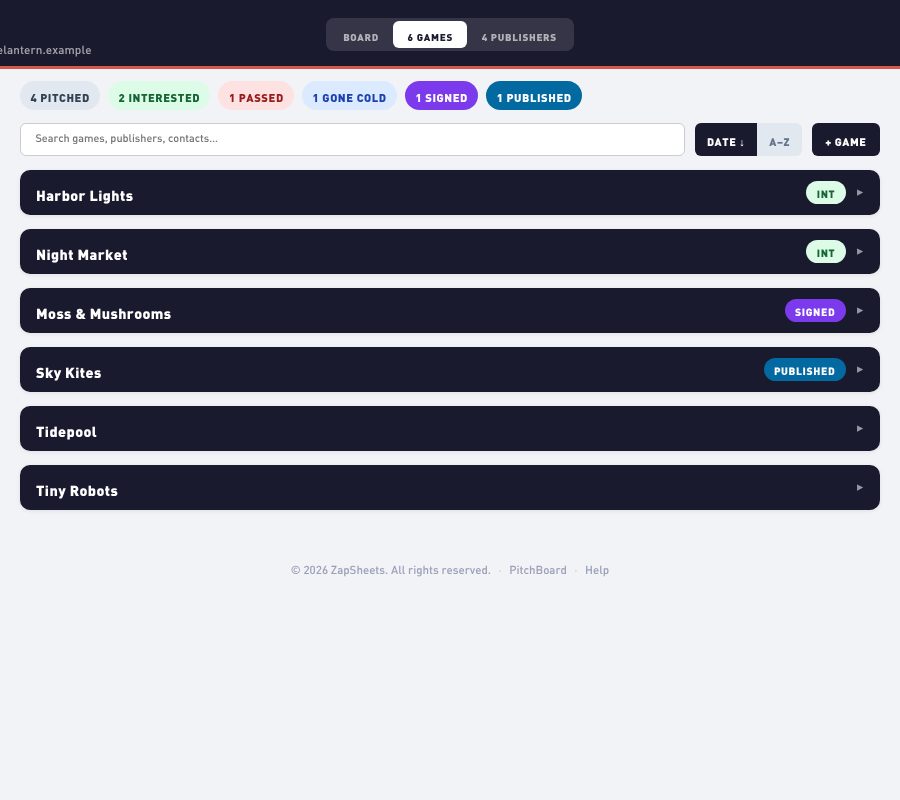 BOARD 6 GAMES 4 PUBLISHERS
elantern.example
4 PITCHED 2 INTERESTED 1 PASSED 1 GONE COLD 1 SIGNED 1 PUBLISHED
Search games, publishers, contacts... DATE ↓ A–Z + GAME
Harbor Lights INT ▸
Night Market INT ▸
Moss & Mushrooms SIGNED ▸
Sky Kites PUBLISHED ▸
Tidepool ▸
Tiny Robots ▸
© 2026 ZapSheets. All rights reserved. · PitchBoard · Help